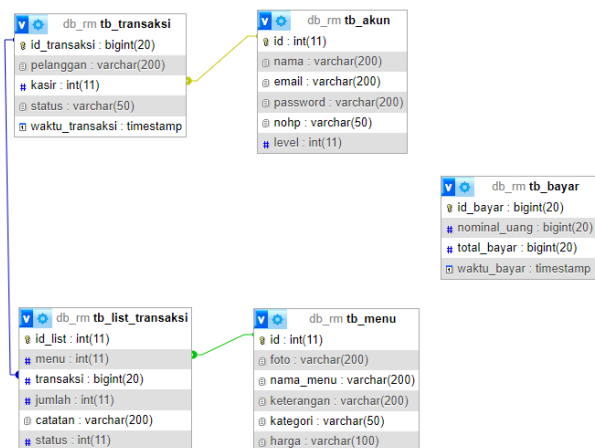 db_rm tb_transaksi
id_transaksi : bigint(20)
pelanggan : varchar(200)
kasir : int(11)
status : varchar(50)
waktu_transaksi : timestamp
db_rm tb_akun
id : int(11)
nama : varchar(200)
email : varchar(200)
password : varchar(200)
nohp : varchar(50)
level : int(11)
db_rm tb_bayar
id_bayar : bigint(20)
nominal_uang : bigint(20)
total_bayar : bigint(20)
waktu_bayar : timestamp
db_rm tb_list_transaksi
id_list : int(11)
menu : int(11)
transaksi : bigint(20)
jumlah : int(11)
catatan : varchar(200)
status : int(11)
db_rm tb_menu
id : int(11)
foto : varchar(200)
nama_menu : varchar(200)
keterangan : varchar(200)
kategori : varchar(50)
harga : varchar(100)